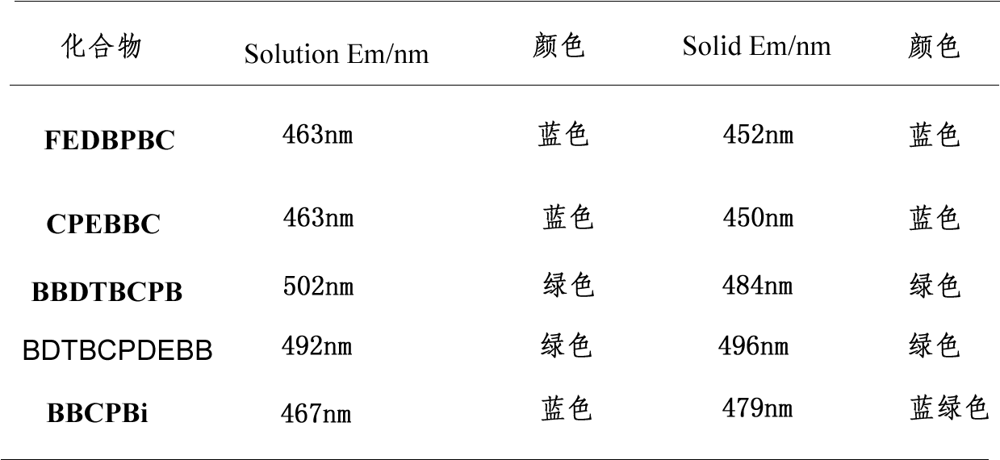 化合物 Solution Em/nm 颜色 Solid Em/nm 颜色
FEDBPBC 463nm 蓝色 452nm 蓝色
CPEBBC 463nm 蓝色 450nm 蓝色
BBDTBCPB 502nm 绿色 484nm 绿色
BDTBCPDEBB 492nm 绿色 496nm 绿色
BBCPBi 467nm 蓝色 479nm 蓝绿色